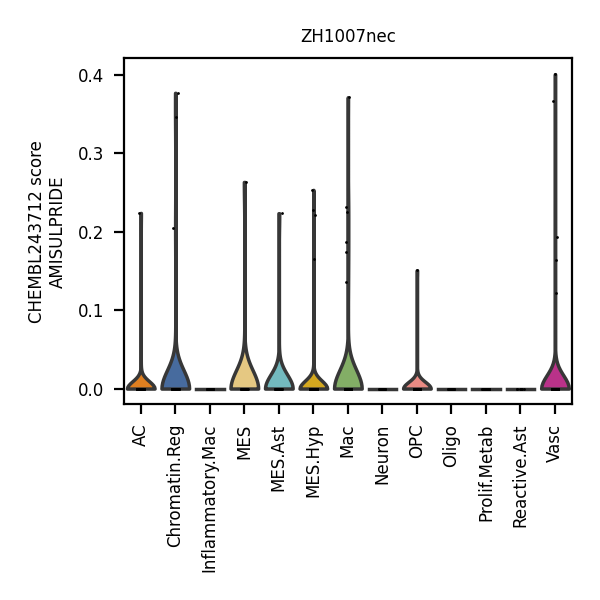 ZH1007nec
CHEMBL243712 score
AMISULPRIDE
0.4
0.3
0.2
0.1
0.0
AC
Chromatin.Reg
Inflammatory.Mac
MES
MES.Ast
MES.Hyp
Mac
Neuron
OPC
Oligo
Prolif.Metab
Reactive.Ast
Vasc